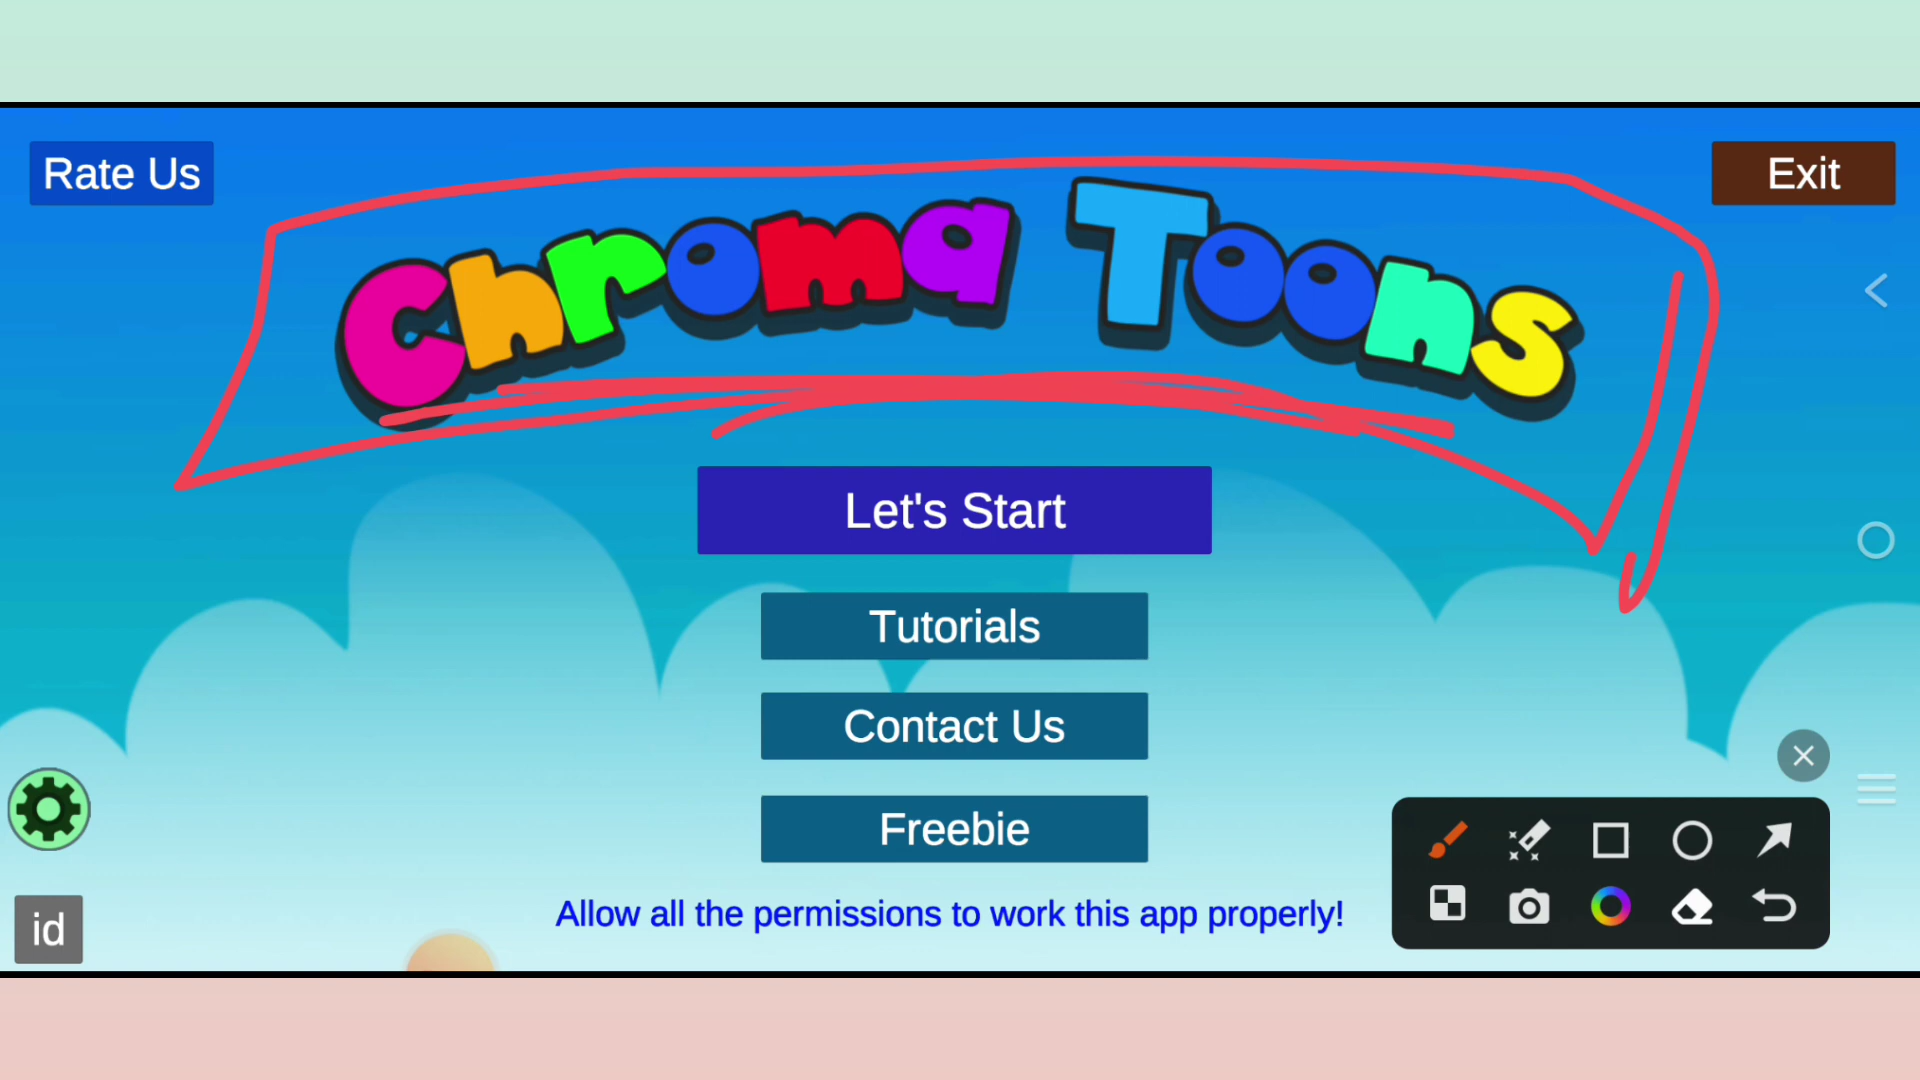 Rate Us
Exit
Chroma Toons
Let's Start
Tutorials
Contact Us
Freebie
Allow all the permissions to work this app properly!
id